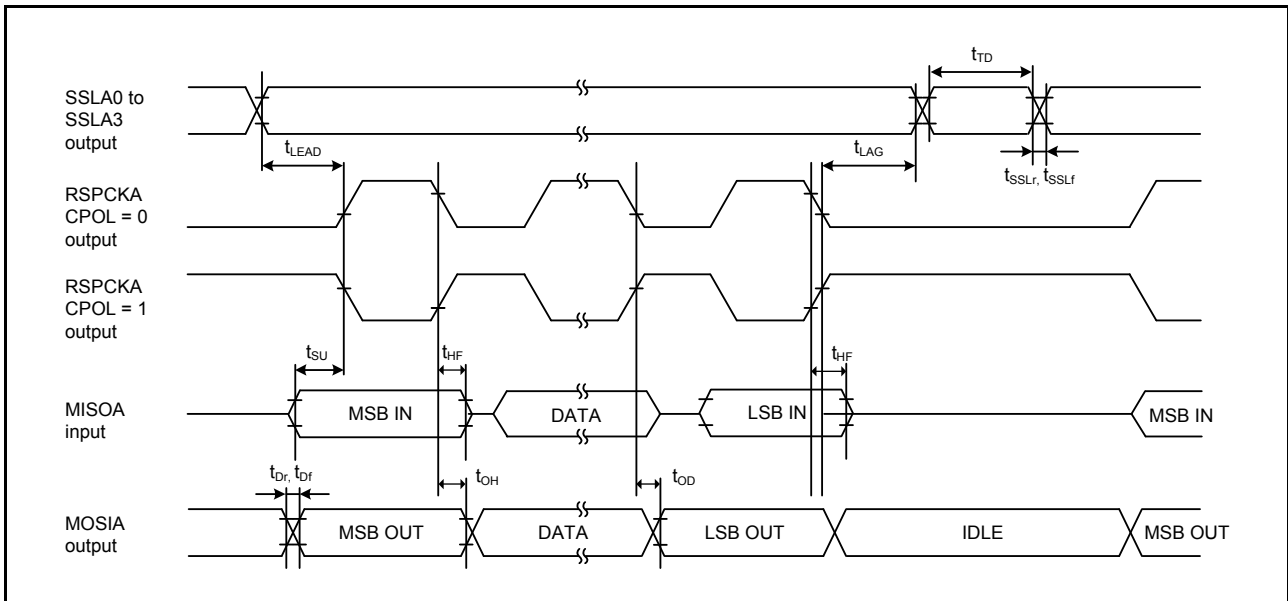 tTD
SSLA0 to
SSLA3
output
tLEAD
tLAG
tSSLr, tSSLf
RSPCKA
CPOL = 0
output
RSPCKA
CPOL = 1
output
tSU
tHF
tHF
MISOA
input
MSB IN
DATA
LSB IN
MSB IN
tDr, tDf
tOH
tOD
MOSIA
output
MSB OUT
DATA
LSB OUT
IDLE
MSB OUT